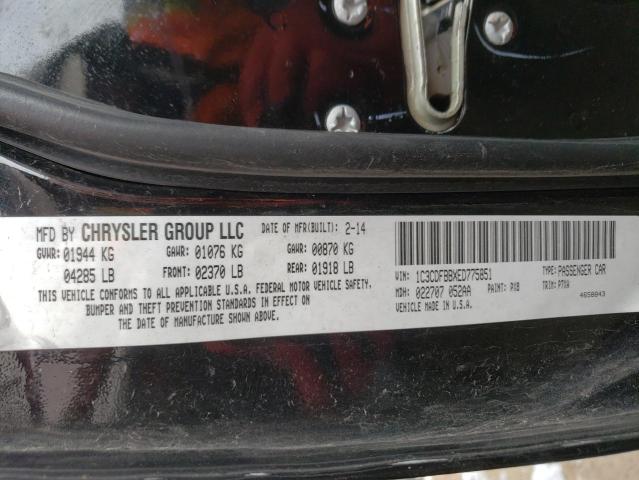 MFD BY CHRYSLER GROUP LLC DATE OF MFR(BUILT): 2-14
GVWR: 01944 KG GAWR: 01076 KG GAWR: 00870 KG
04285 LB FRONT: 02370 LB REAR: 01918 LB
THIS VEHICLE CONFORMS TO ALL APPLICABLE U.S.A. FEDERAL MOTOR VEHICLE SAFETY,
BUMPER AND THEFT PREVENTION STANDARDS IN EFFECT ON
THE DATE OF MANUFACTURE SHOWN ABOVE.
VIN: 1C3CDFBBXED775851 TYPE: PASSENGER CAR
MDH: 022707 052AA PAINT: PX8 TRIM: P7X9
VEHICLE MADE IN U.S.A. 4658843